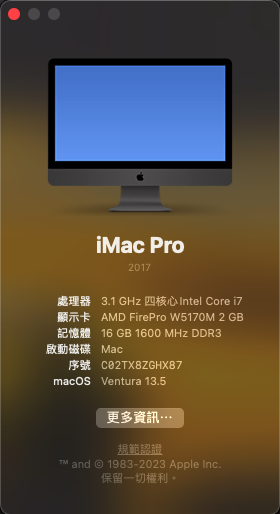 iMac Pro
2017
處理器 3.1 GHz 四核心Intel Core i7
顯示卡 AMD FirePro W5170M 2 GB
記憶體 16 GB 1600 MHz DDR3
啟動磁碟 Mac
序號 C02TX8ZGHX87
macOS Ventura 13.5
更多資訊⋯
規範認證
™ and © 1983-2023 Apple Inc.
保留一切權利。